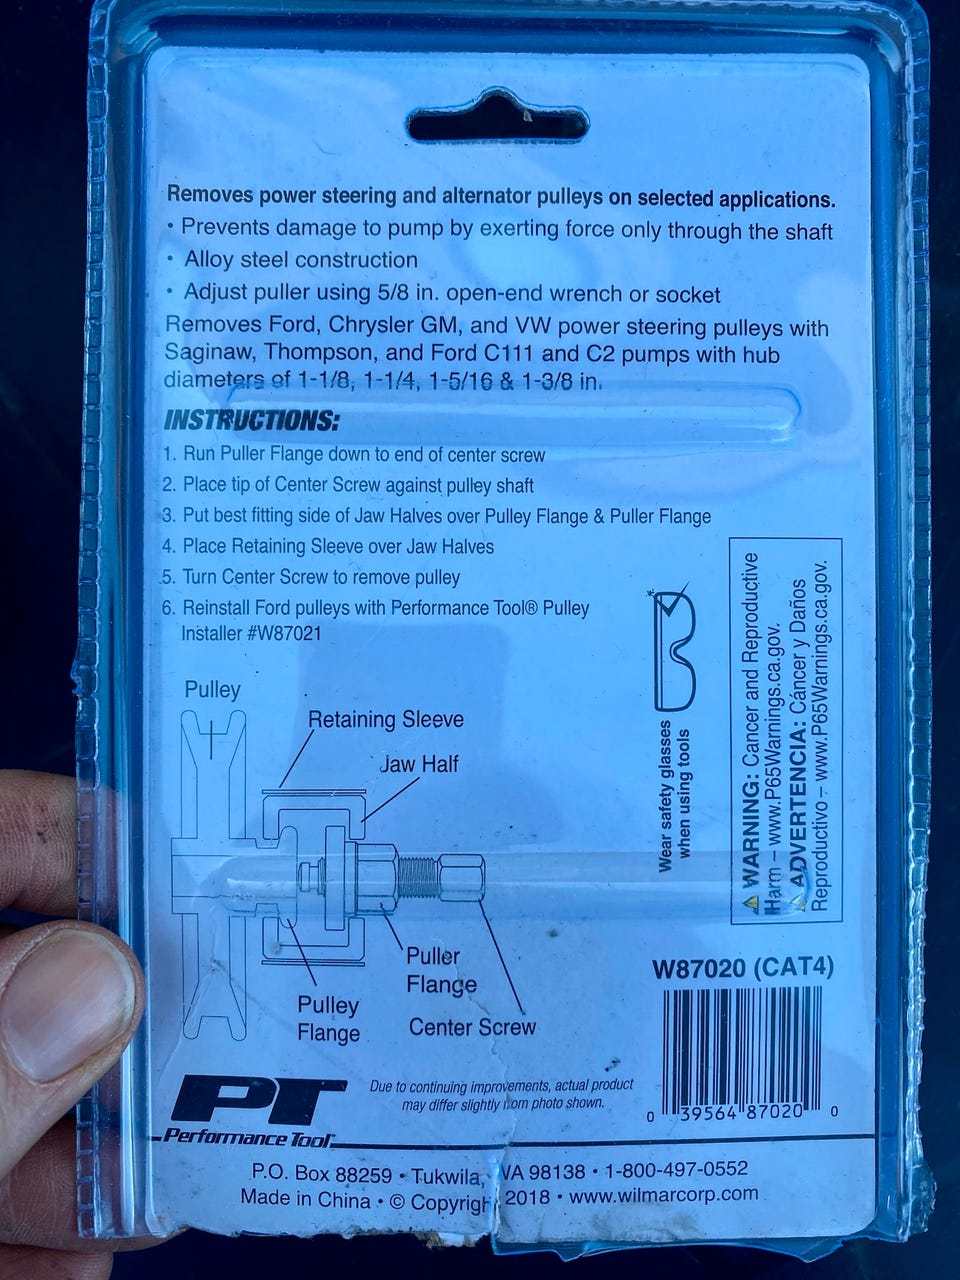 Removes power steering and alternator pulleys on selected applications.
• Prevents damage to pump by exerting force only through the shaft
• Alloy steel construction
• Adjust puller using 5/8 in. open-end wrench or socket
Removes Ford, Chrysler GM, and VW power steering pulleys with
Saginaw, Thompson, and Ford C111 and C2 pumps with hub
diameters of 1-1/8, 1-1/4, 1-5/16 & 1-3/8 in.
INSTRUCTIONS:
1. Run Puller Flange down to end of center screw
2. Place tip of Center Screw against pulley shaft
3. Put best fitting side of Jaw Halves over Pulley Flange & Puller Flange
4. Place Retaining Sleeve over Jaw Halves
5. Turn Center Screw to remove pulley
6. Reinstall Ford pulleys with Performance Tool® Pulley
Installer #W87021
Pulley
Retaining Sleeve
Jaw Half
Puller
Flange
Pulley
Flange
Center Screw
Wear safety glasses
when using tools
⚠ WARNING: Cancer and Reproductive
Harm – www.P65Warnings.ca.gov.
⚠ ADVERTENCIA: Cáncer y Daños
Reproductivo – www.P65Warnings.ca.gov.
W87020 (CAT4)
0 39564 87020 0
PT
Performance Tool
Due to continuing improvements, actual product
may differ slightly from photo shown.
P.O. Box 88259 • Tukwila, WA 98138 • 1-800-497-0552
Made in China • © Copyright 2018 • www.wilmarcorp.com